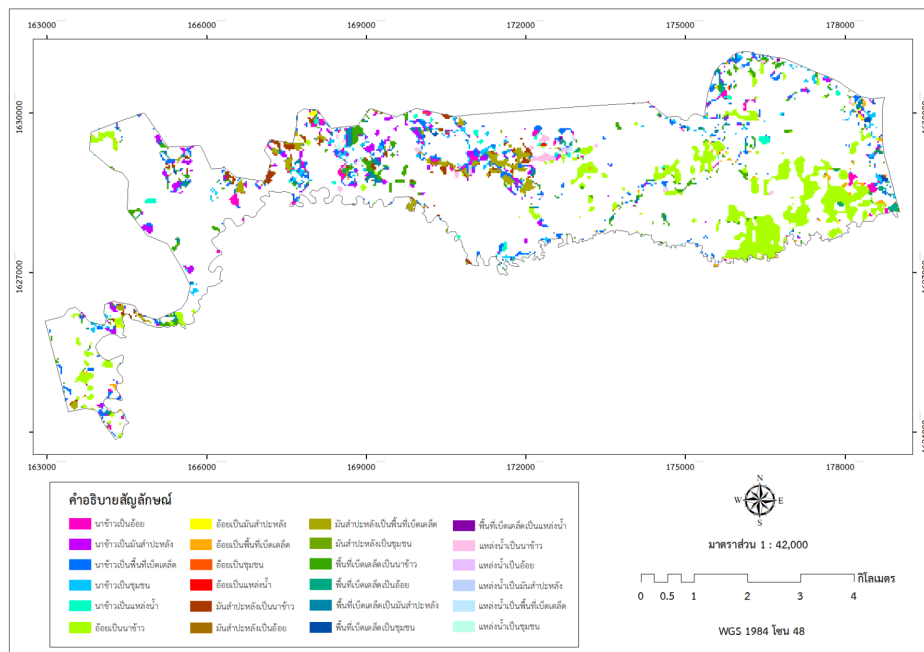 163000 166000 169000 172000 175000 178000
1630000
1627000
163000 166000 169000 172000 175000 178000
คำอธิบายสัญลักษณ์
นาข้าวเป็นอ้อย
นาข้าวเป็นมันสำปะหลัง
นาข้าวเป็นพื้นที่เบ็ดเตล็ด
นาข้าวเป็นชุมชน
นาข้าวเป็นแหล่งน้ำ
อ้อยเป็นนาข้าว
อ้อยเป็นมันสำปะหลัง
อ้อยเป็นพื้นที่เบ็ดเตล็ด
อ้อยเป็นชุมชน
อ้อยเป็นแหล่งน้ำ
มันสำปะหลังเป็นนาข้าว
มันสำปะหลังเป็นอ้อย
มันสำปะหลังเป็นพื้นที่เบ็ดเตล็ด
มันสำปะหลังเป็นชุมชน
พื้นที่เบ็ดเตล็ดเป็นนาข้าว
พื้นที่เบ็ดเตล็ดเป็นอ้อย
พื้นที่เบ็ดเตล็ดเป็นมันสำปะหลัง
พื้นที่เบ็ดเตล็ดเป็นชุมชน
พื้นที่เบ็ดเตล็ดเป็นแหล่งน้ำ
แหล่งน้ำเป็นนาข้าว
แหล่งน้ำเป็นอ้อย
แหล่งน้ำเป็นมันสำปะหลัง
แหล่งน้ำเป็นพื้นที่เบ็ดเตล็ด
แหล่งน้ำเป็นชุมชน
N
W E
S
มาตราส่วน 1 : 42,000
กิโลเมตร
0 0.5 1 2 3 4
WGS 1984 โซน 48